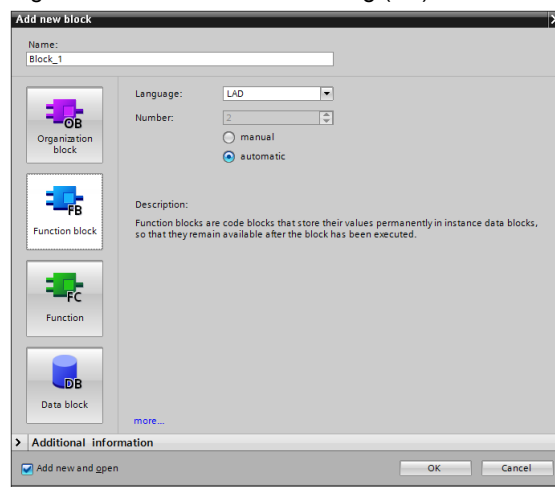 Add new block
Name:
Block_1
OB
Organization
block
FB
Function block
FC
Function
DB
Data block
Language:
LAD
Number:
2
manual
automatic
Description:
Function blocks are code blocks that store their values permanently in instance data blocks,
so that they remain available after the block has been executed.
more...
Additional information
Add new and open
OK
Cancel